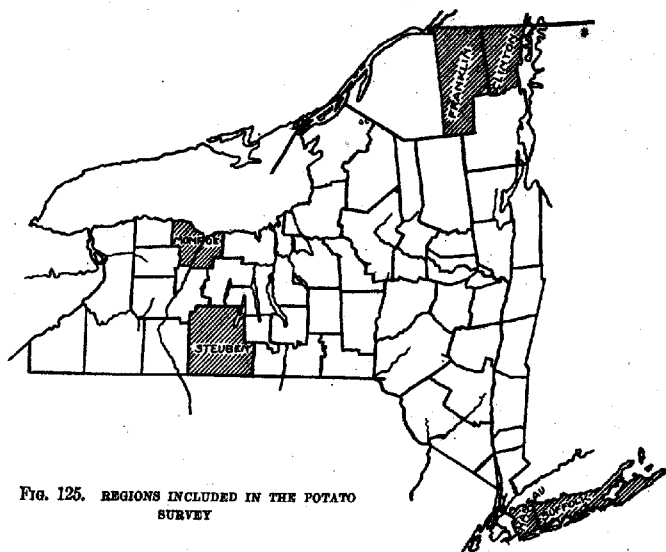 FRANKLIN
CLINTON
MONROE
STEUBEN
NASSAU
SUFFOLK
FIG. 125. REGIONS INCLUDED IN THE POTATO
SURVEY